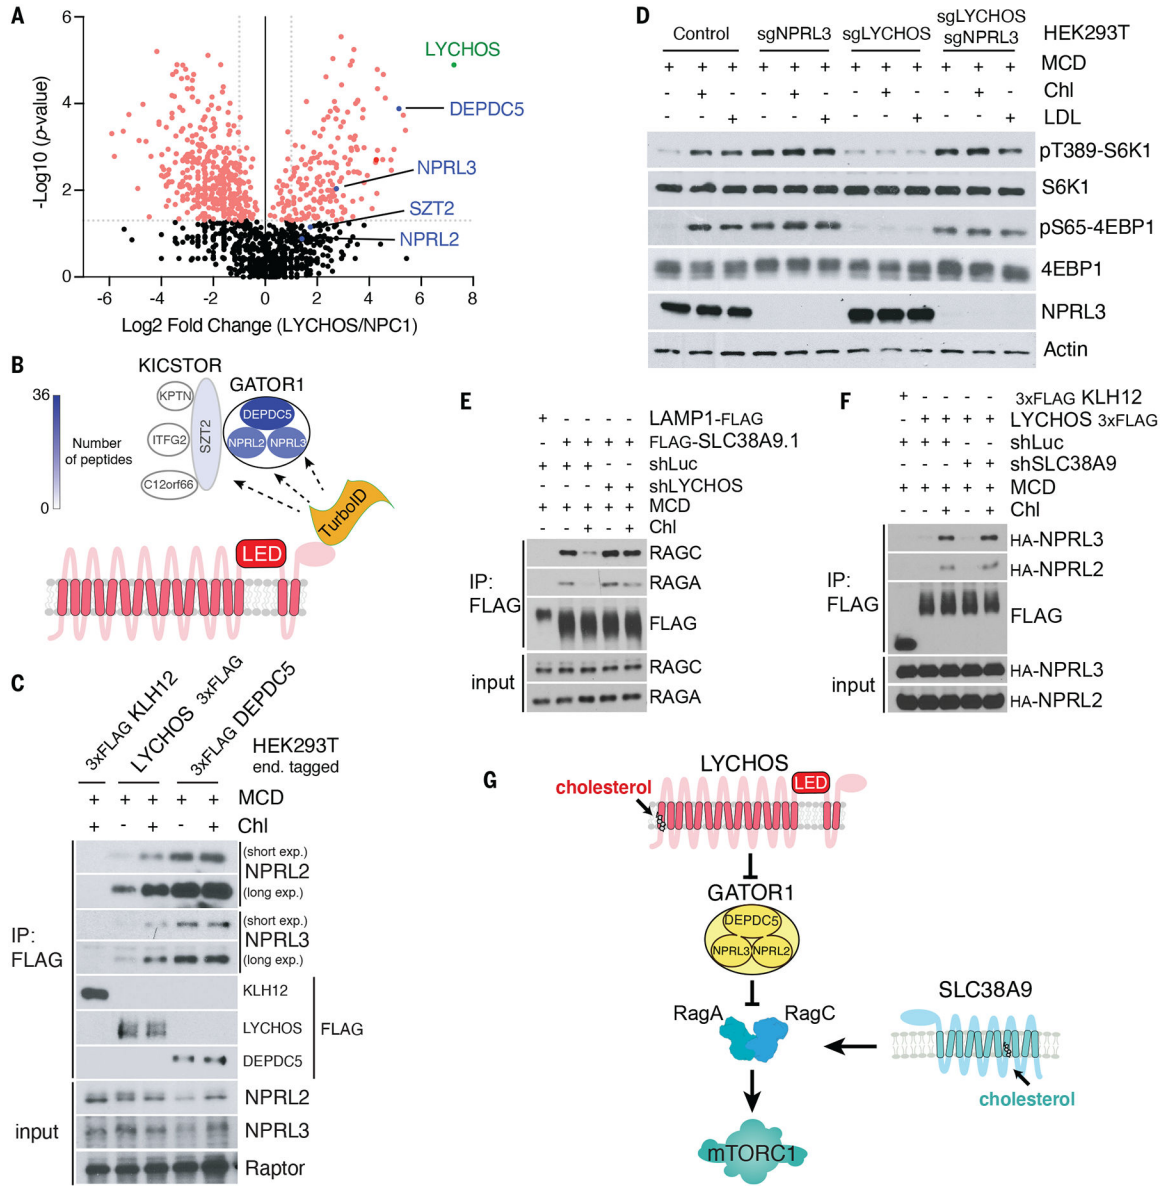 A
6
4
2
0
-Log10 (p-value)
-6
-4
-2
0
2
4
6
8
Log2 Fold Change (LYCHOS/NPC1)
LYCHOS
DEPDC5
NPRL3
SZT2
NPRL2
B
KICSTOR
GATOR1
36
Number
of peptides
0
KPTN
ITFG2
C12orf66
SZT2
DEPDC5
NPRL2
NPRL3
TurboID
LED
C
3xFLAG KLH12
LYCHOS 3xFLAG
3xFLAG DEPDC5
HEK293T
end. tagged
+ + + + + MCD
+ - + - + Chl
IP:
FLAG
(short exp.)
NPRL2
(long exp.)
(short exp.)
NPRL3
(long exp.)
KLH12
LYCHOS
DEPDC5
FLAG
input
NPRL2
NPRL3
Raptor
D
Control
sgNPRL3
sgLYCHOS
sgLYCHOS
sgNPRL3
HEK293T
+ + + + + + + + + + + + MCD
- + - - + - - + - - + - Chl
- - + - - + - - + - - + LDL
pT389-S6K1
S6K1
pS65-4EBP1
4EBP1
NPRL3
Actin
E
+ - - - - LAMP1-FLAG
- + + + + FLAG-SLC38A9.1
+ + + - - shLuc
- - - + + shLYCHOS
+ + + + + MCD
- - + - + Chl
IP:
FLAG
RAGC
RAGA
FLAG
input
RAGC
RAGA
F
+ - - - - 3xFLAG KLH12
- + + + + LYCHOS 3xFLAG
+ + + - - shLuc
- - - + + shSLC38A9
+ + + + + MCD
- - + - + Chl
IP:
FLAG
HA-NPRL3
HA-NPRL2
FLAG
input
HA-NPRL3
HA-NPRL2
G
LYCHOS
cholesterol
LED
GATOR1
DEPDC5
NPRL3
NPRL2
RagA
RagC
SLC38A9
cholesterol
mTORC1